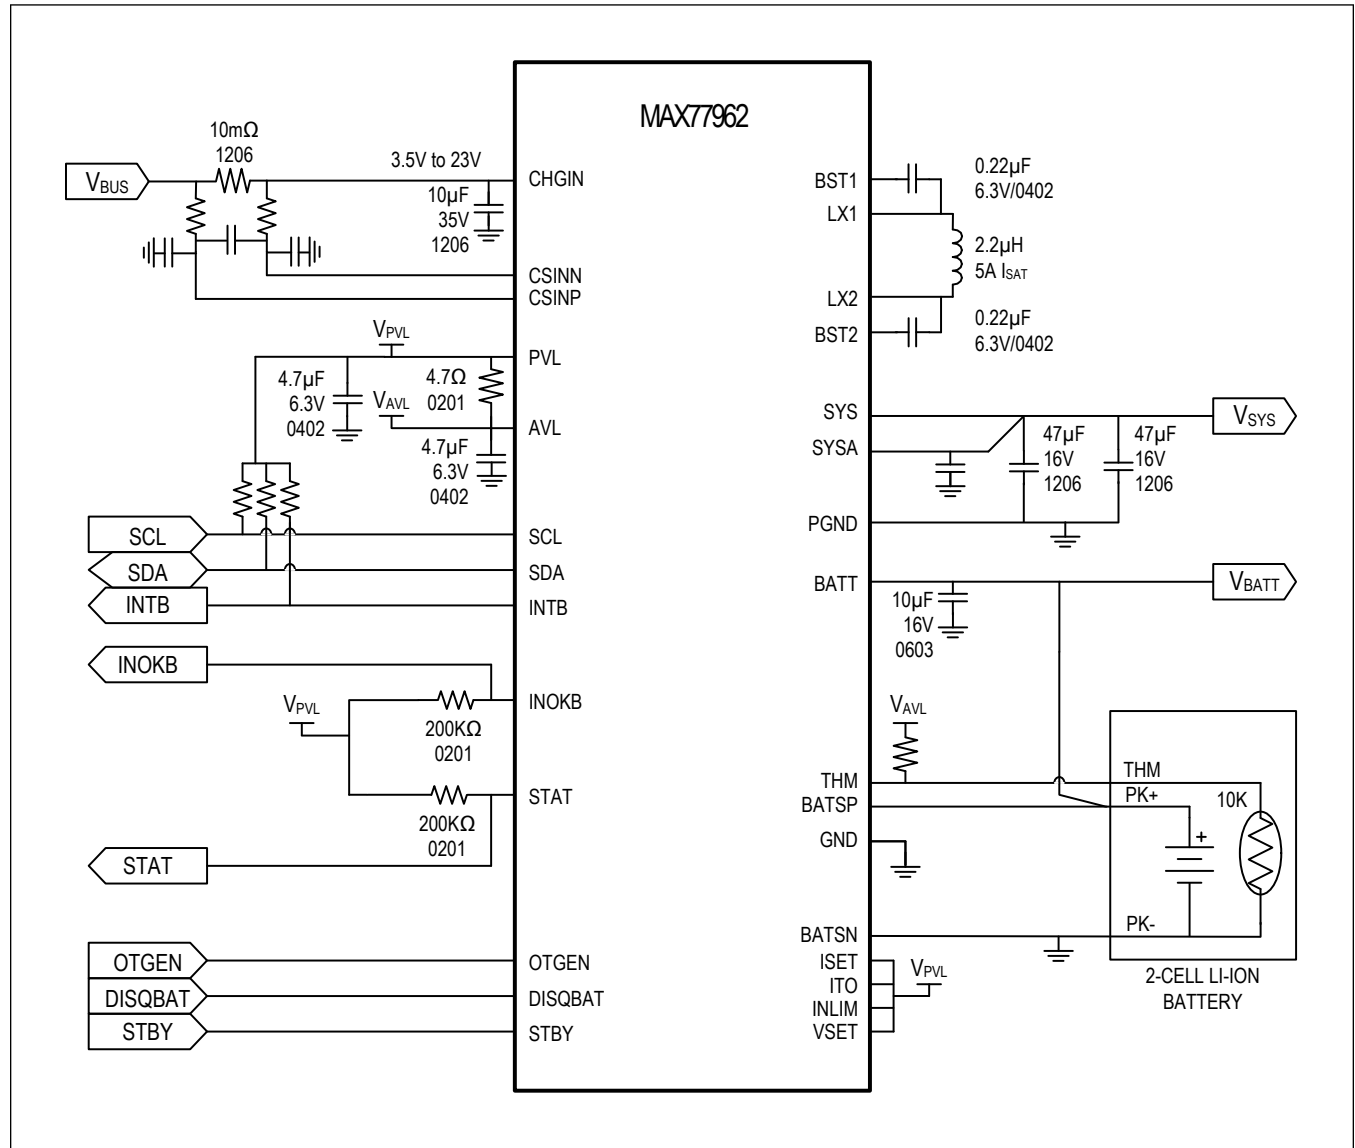 MAX77962
10mΩ
1206
VBUS
3.5V to 23V
CHGIN
10µF
35V
1206
CSINN
CSINP
VPVL
PVL
4.7µF
6.3V
0402
4.7Ω
0201
VAVL
AVL
4.7µF
6.3V
0402
SCL
SCL
SDA
SDA
INTB
INTB
INOKB
VPVL
INOKB
200KΩ
0201
STAT
200KΩ
0201
STAT
OTGEN
OTGEN
DISQBAT
DISQBAT
STBY
STBY
BST1
0.22µF
6.3V/0402
LX1
2.2µH
5A ISAT
LX2
BST2
0.22µF
6.3V/0402
SYS
VSYS
SYSA
47µF
16V
1206
47µF
16V
1206
PGND
BATT
VBATT
10µF
16V
0603
VAVL
THM
THM
BATSP
PK+
10K
+
GND
BATSN
PK-
ISET
ITO
INLIM
VSET
VPVL
2-CELL LI-ION
BATTERY